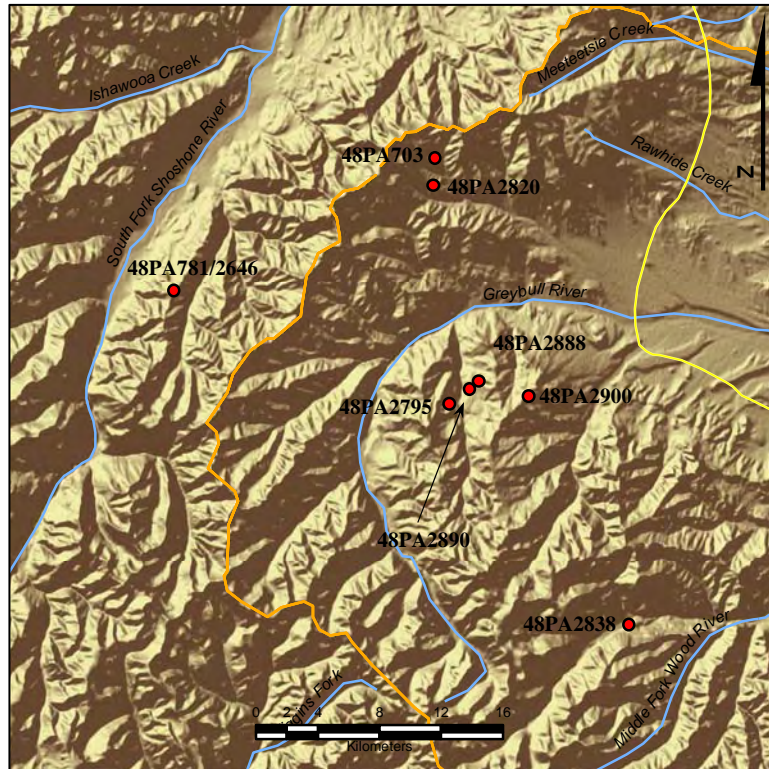 Meeteetsie Creek
Ishawooa Creek
South Fork Shoshone River
48PA703
Rawhide Creek
N
48PA2820
48PA781/2646
Greybull River
48PA2888
48PA2900
48PA2795
48PA2890
48PA2838
Middle Fork Wood River
Fork
0 2 4 8 12 16
Kilometers